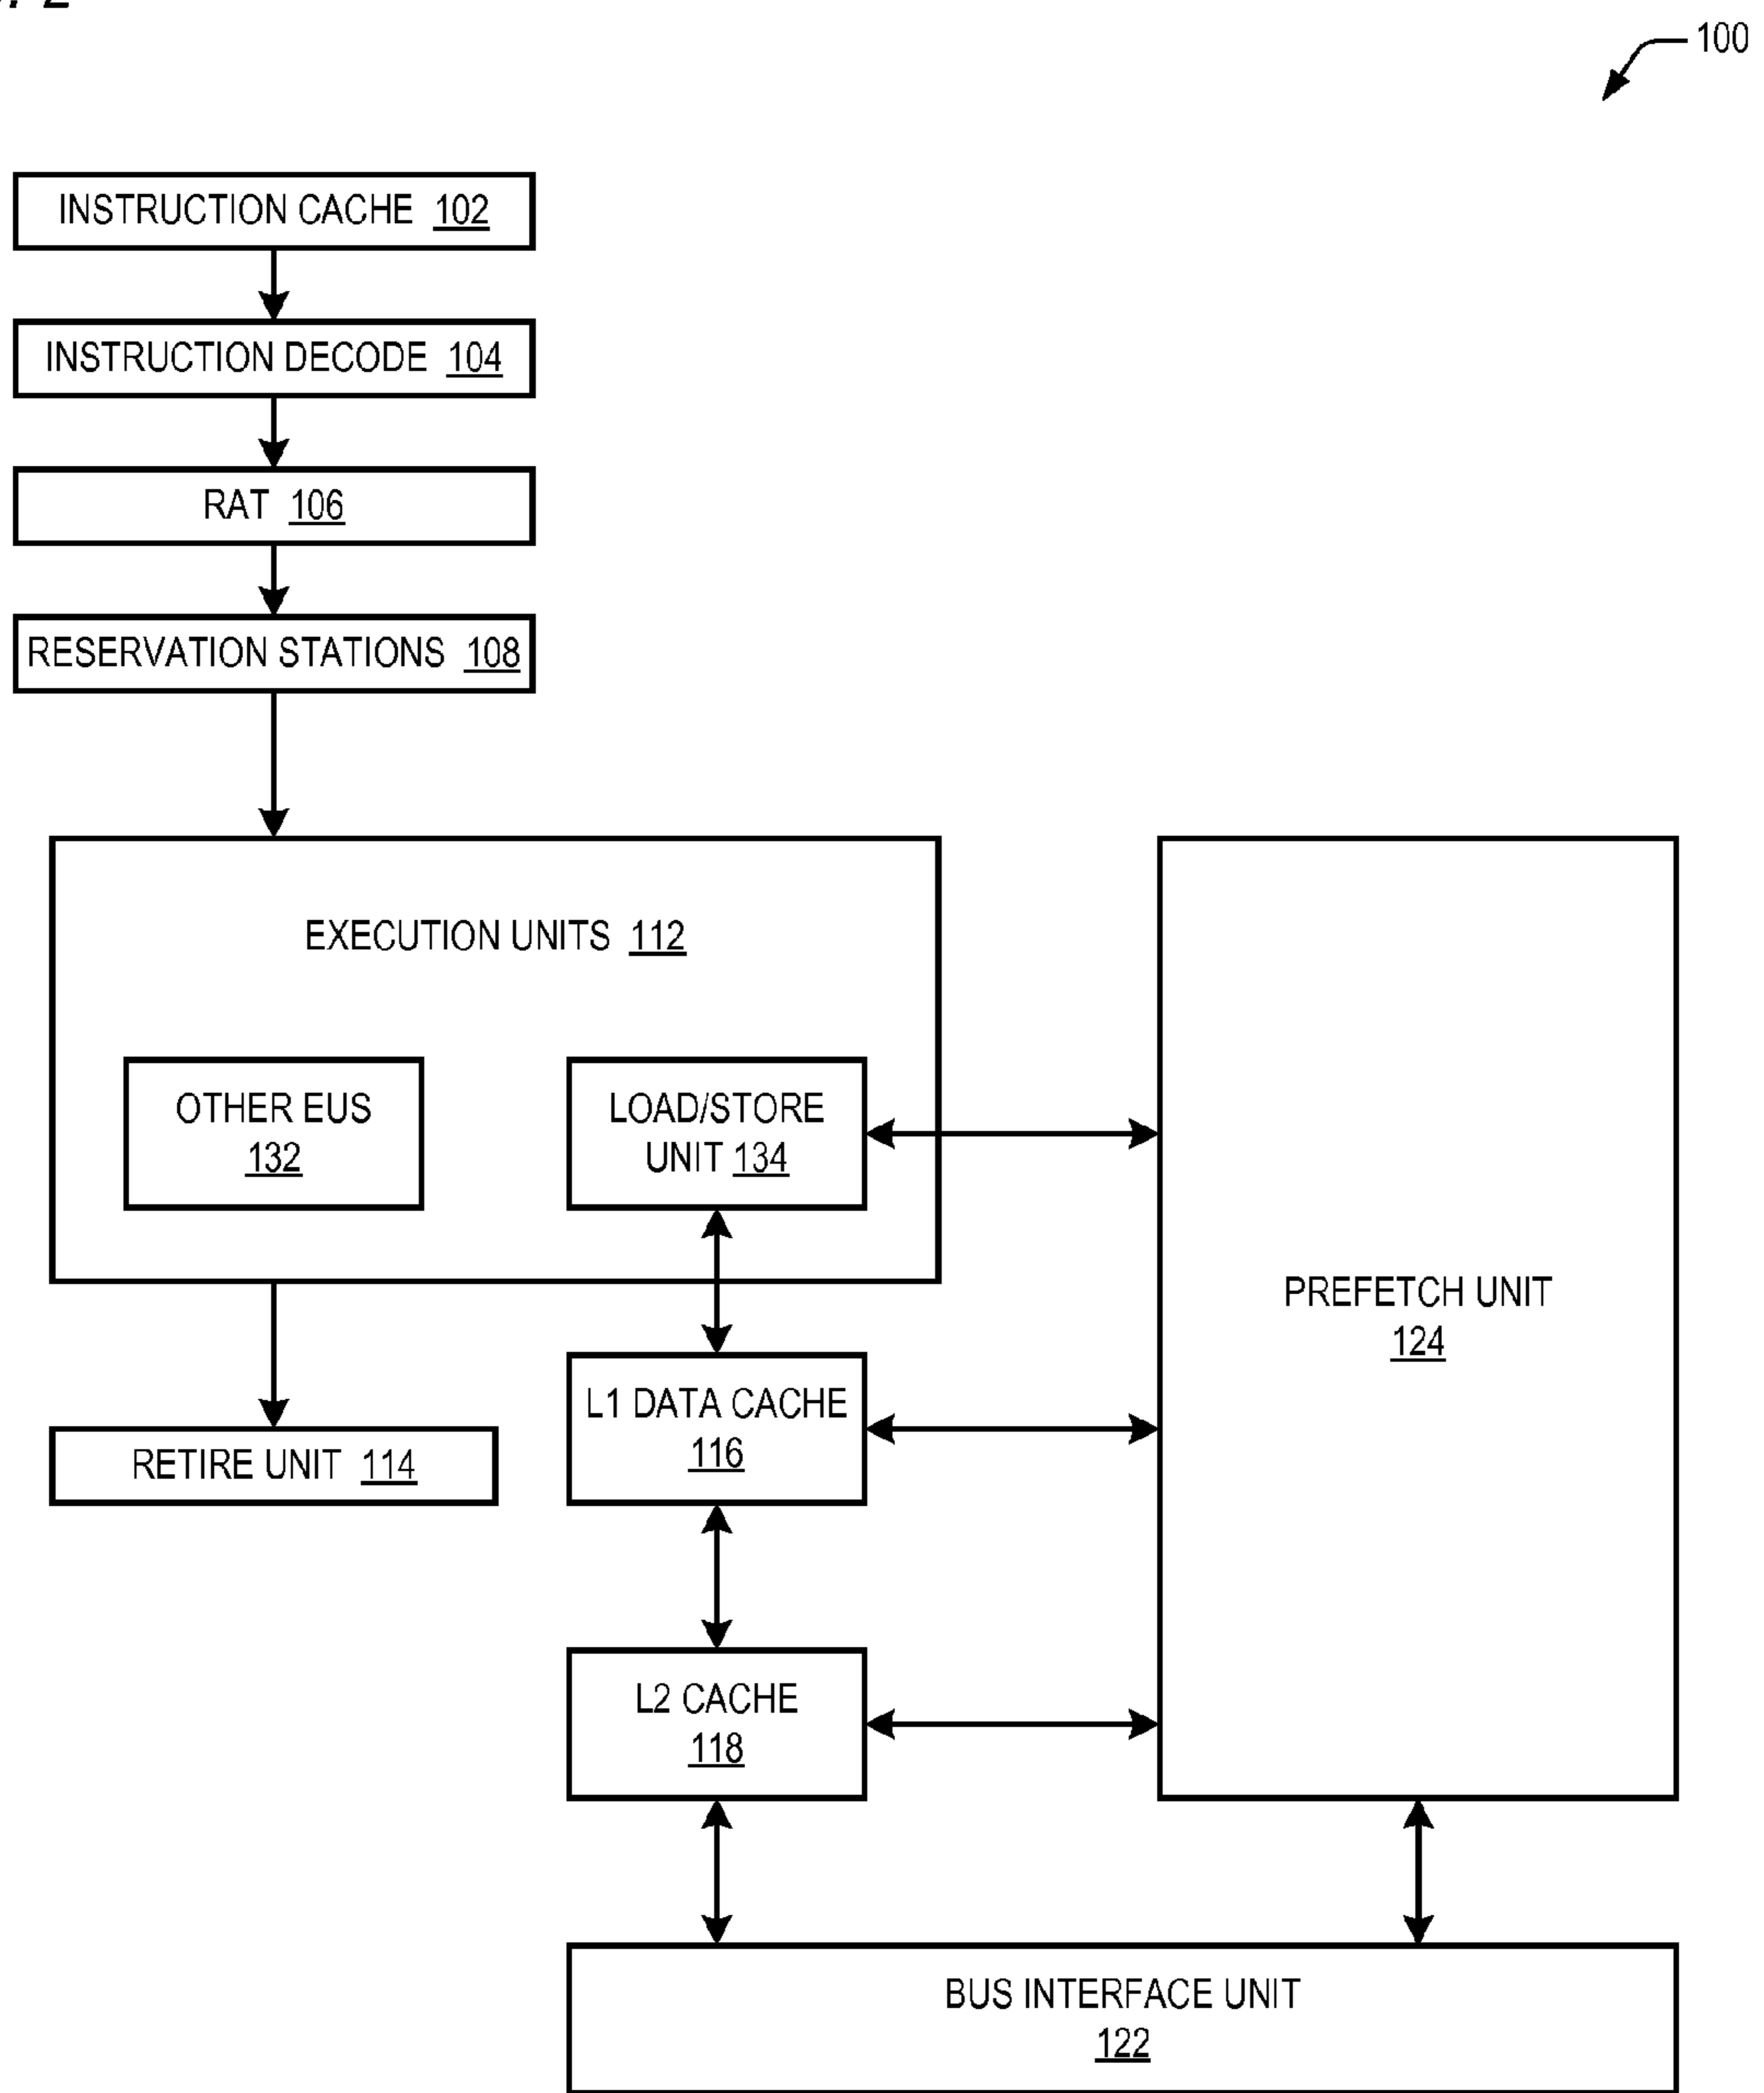 100
INSTRUCTION CACHE 102
INSTRUCTION DECODE 104
RAT 106
RESERVATION STATIONS 108
EXECUTION UNITS 112
OTHER EUS
132
LOAD/STORE
UNIT 134
PREFETCH UNIT
124
L1 DATA CACHE
116
RETIRE UNIT 114
L2 CACHE
118
BUS INTERFACE UNIT
122